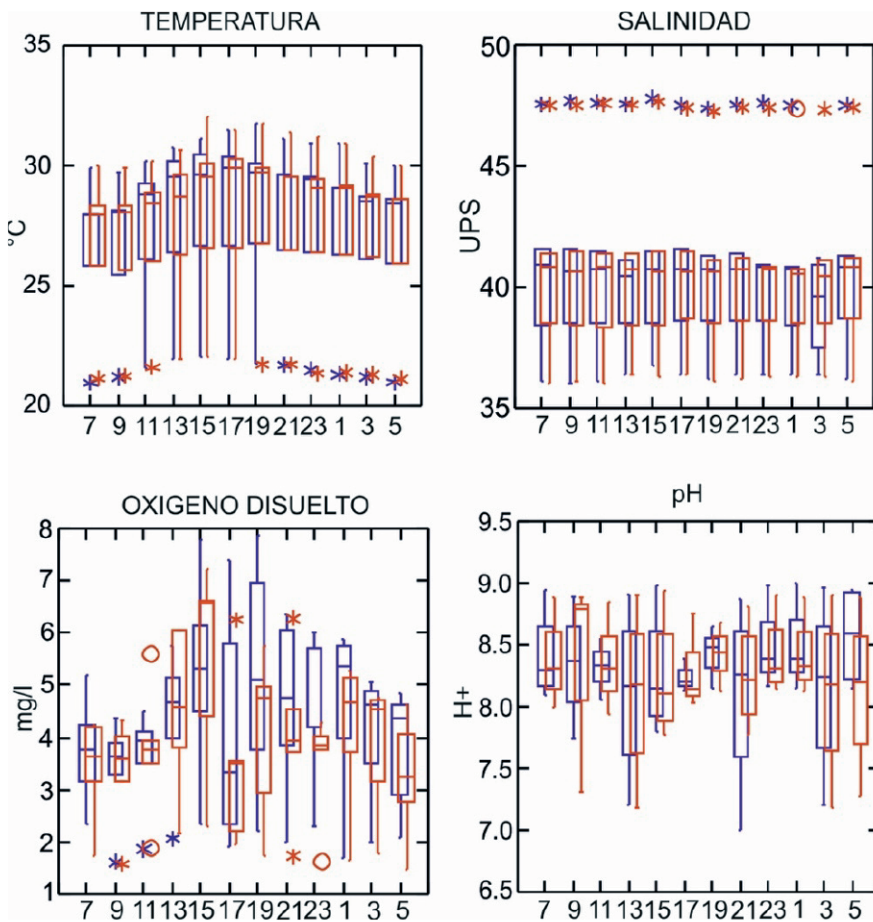 TEMPERATURA
35
30
25
20
°C
7 9 11 13 15 17 19 21 23 1 3 5
SALINIDAD
50
45
40
35
UPS
7 9 11 13 15 17 19 21 23 1 3 5
OXIGENO DISUELTO
8
7
6
5
4
3
2
1
mg/l
7 9 11 13 15 17 19 21 23 1 3 5
pH
9.5
9.0
8.5
8.0
7.5
7.0
6.5
H+
7 9 11 13 15 17 19 21 23 1 3 5